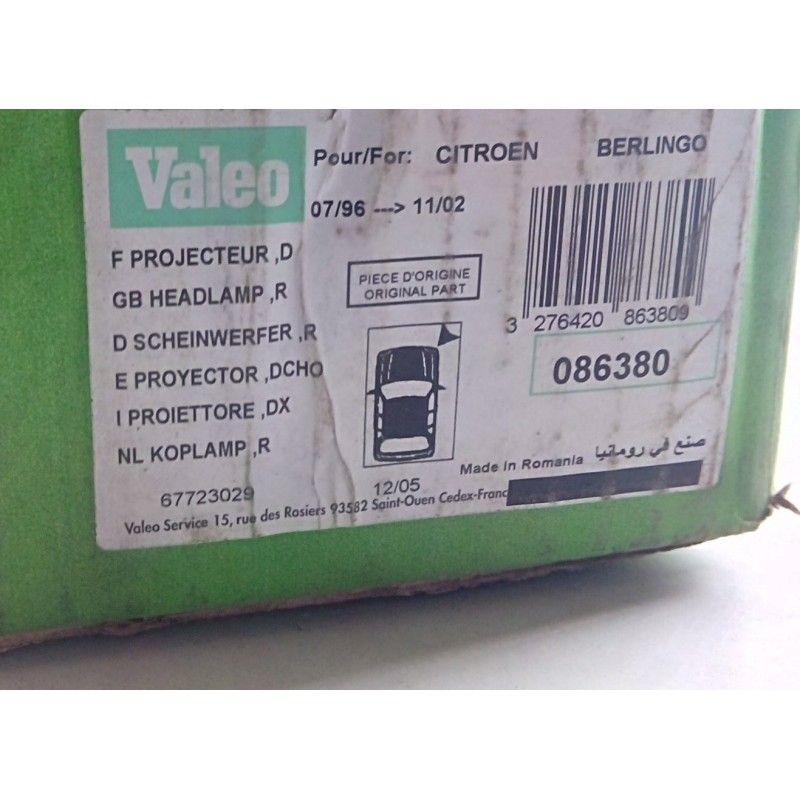 Valeo
Pour/For: CITROEN BERLINGO
07/96 ---> 11/02
F PROJECTEUR ,D
GB HEADLAMP ,R
D SCHEINWERFER ,R
E PROYECTOR ,DCHO
I PROIETTORE ,DX
NL KOPLAMP ,R
PIECE D'ORIGINE
ORIGINAL PART
3 276420 863809
086380
Made in Romania صنع في رومانيا
67723029 12/05
Valeo Service 15, rue des Rosiers 93582 Saint-Ouen Cedex-Franc